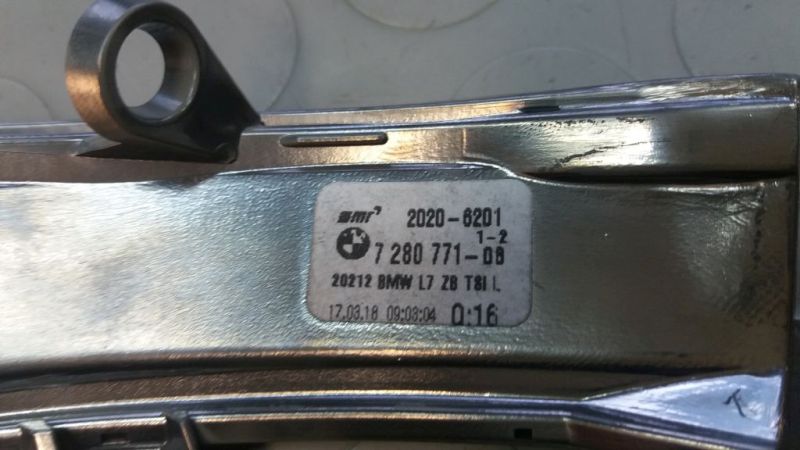 smr 2020-6201
1-2
7 280 771-08
20212 BMW L7 ZB TSI L
17.03.18 09:03:04 0:16